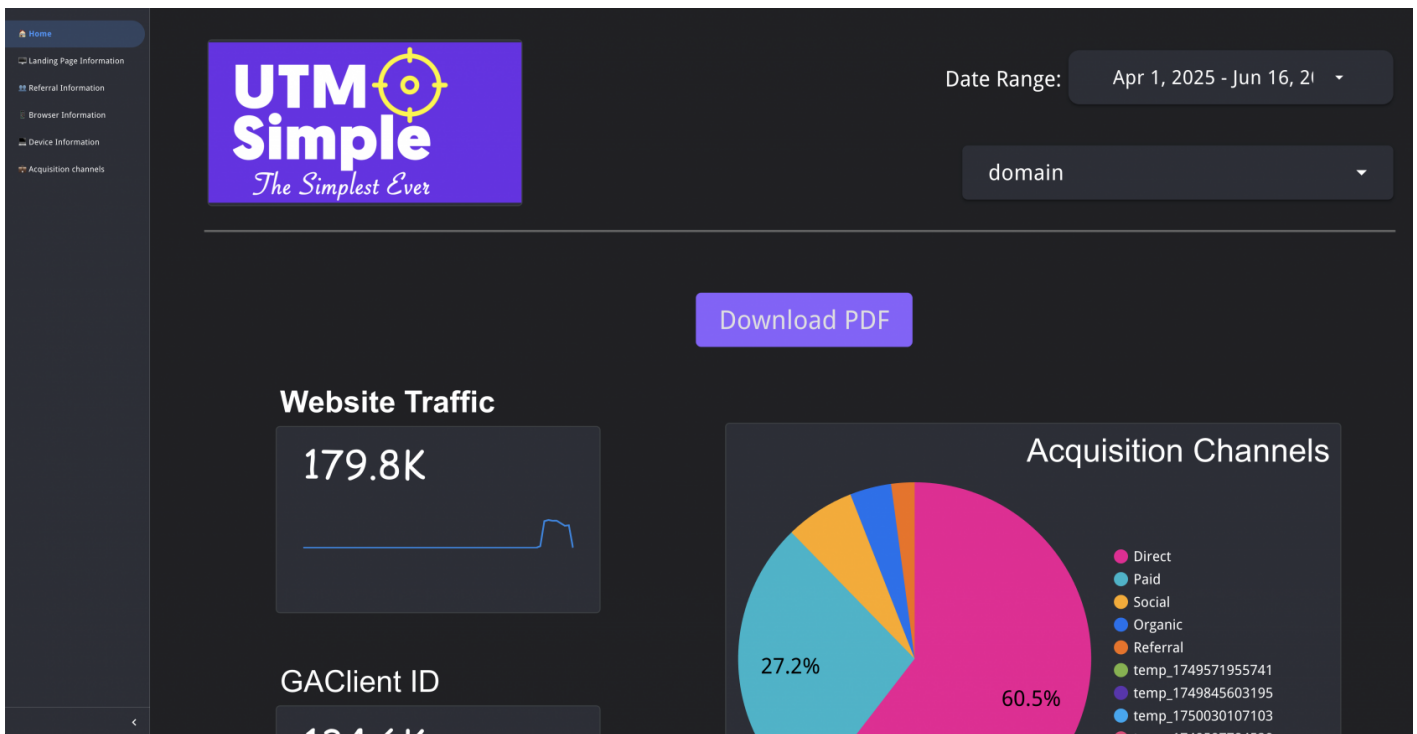 Home
Landing Page Information
Referral Information
Browser Information
Device Information
Acquisition channels
UTM
Simple
The Simplest Ever
Date Range:
Apr 1, 2025 - Jun 16, 2
domain
Download PDF
Website Traffic
179.8K
GAClient ID
Acquisition Channels
27.2%
60.5%
Direct
Paid
Social
Organic
Referral
temp_1749571955741
temp_1749845603195
temp_1750030107103